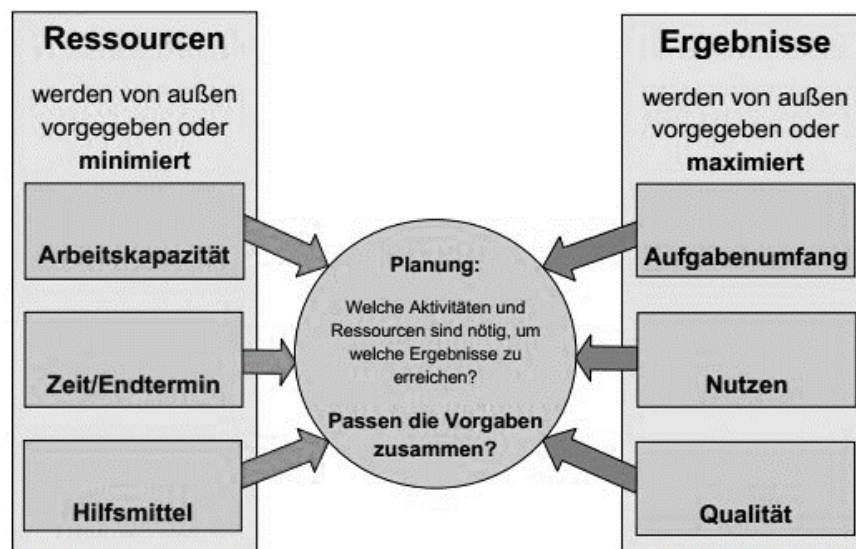 Ressourcen
werden von außen
vorgegeben oder
minimiert
Arbeitskapazität
Zeit/Endtermin
Hilfsmittel
Planung:
Welche Aktivitäten und
Ressourcen sind nötig, um
welche Ergebnisse zu
erreichen?
Passen die Vorgaben
zusammen?
Ergebnisse
werden von außen
vorgegeben oder
maximiert
Aufgabenumfang
Nutzen
Qualität